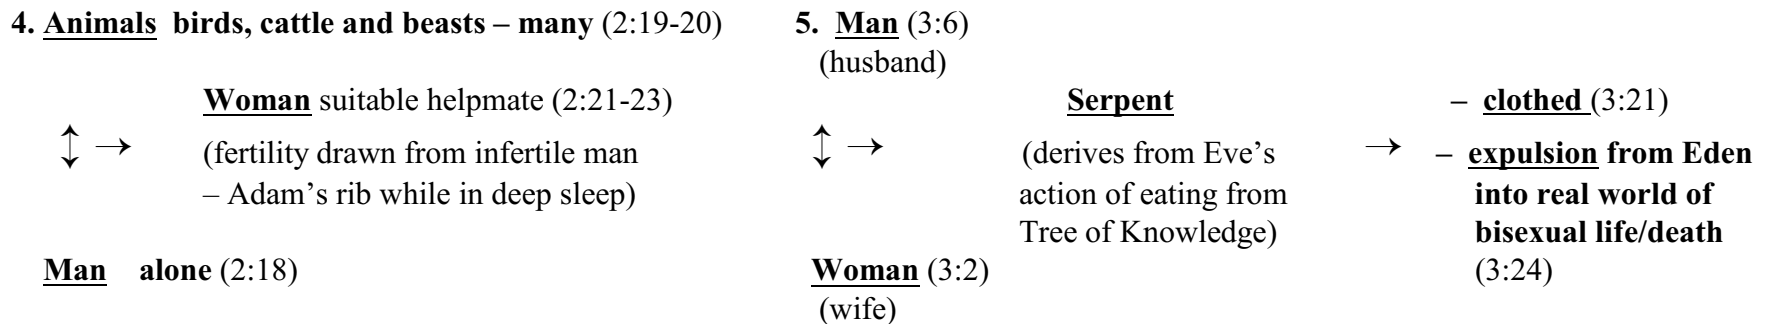 4. Animals birds, cattle and beasts – many (2:19-20)
Woman suitable helpmate (2:21-23)
↕ → (fertility drawn from infertile man
– Adam's rib while in deep sleep)
Man alone (2:18)
5. Man (3:6)
(husband)
Serpent
↕ → (derives from Eve's
action of eating from
Tree of Knowledge)
Woman (3:2)
(wife)
– clothed (3:21)
→ – expulsion from Eden
into real world of
bisexual life/death
(3:24)